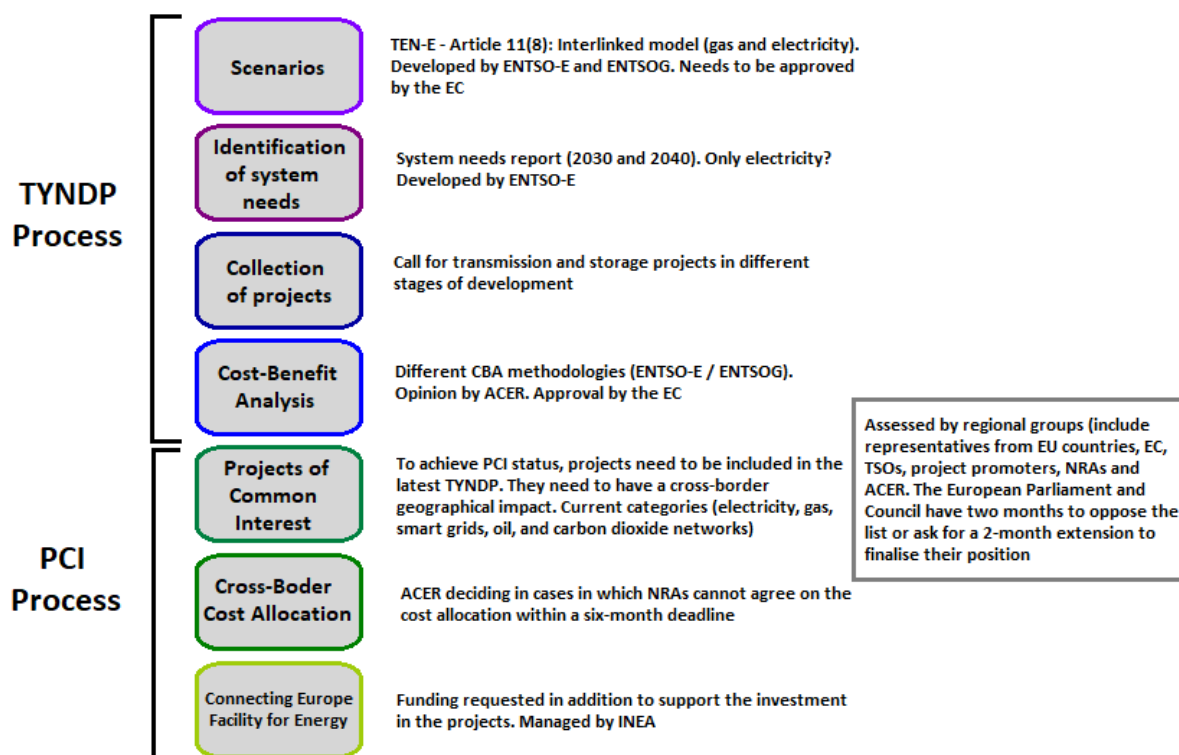 TYNDP
Process
Scenarios
TEN-E - Article 11(8): Interlinked model (gas and electricity).
Developed by ENTSO-E and ENTSOG. Needs to be approved
by the EC
Identification
of system
needs
System needs report (2030 and 2040). Only electricity?
Developed by ENTSO-E
Collection
of projects
Call for transmission and storage projects in different
stages of development
Cost-Benefit
Analysis
Different CBA methodologies (ENTSO-E / ENTSOG).
Opinion by ACER. Approval by the EC
PCI
Process
Projects of
Common
Interest
To achieve PCI status, projects need to be included in the
latest TYNDP. They need to have a cross-border
geographical impact. Current categories (electricity, gas,
smart grids, oil, and carbon dioxide networks)
Assessed by regional groups (include
representatives from EU countries, EC,
TSOs, project promoters, NRAs and
ACER. The European Parliament and
Council have two months to oppose the
list or ask for a 2-month extension to
finalise their position
Cross-Boder
Cost Allocation
ACER deciding in cases in which NRAs cannot agree on the
cost allocation within a six-month deadline
Connecting Europe
Facility for Energy
Funding requested in addition to support the investment
in the projects. Managed by INEA